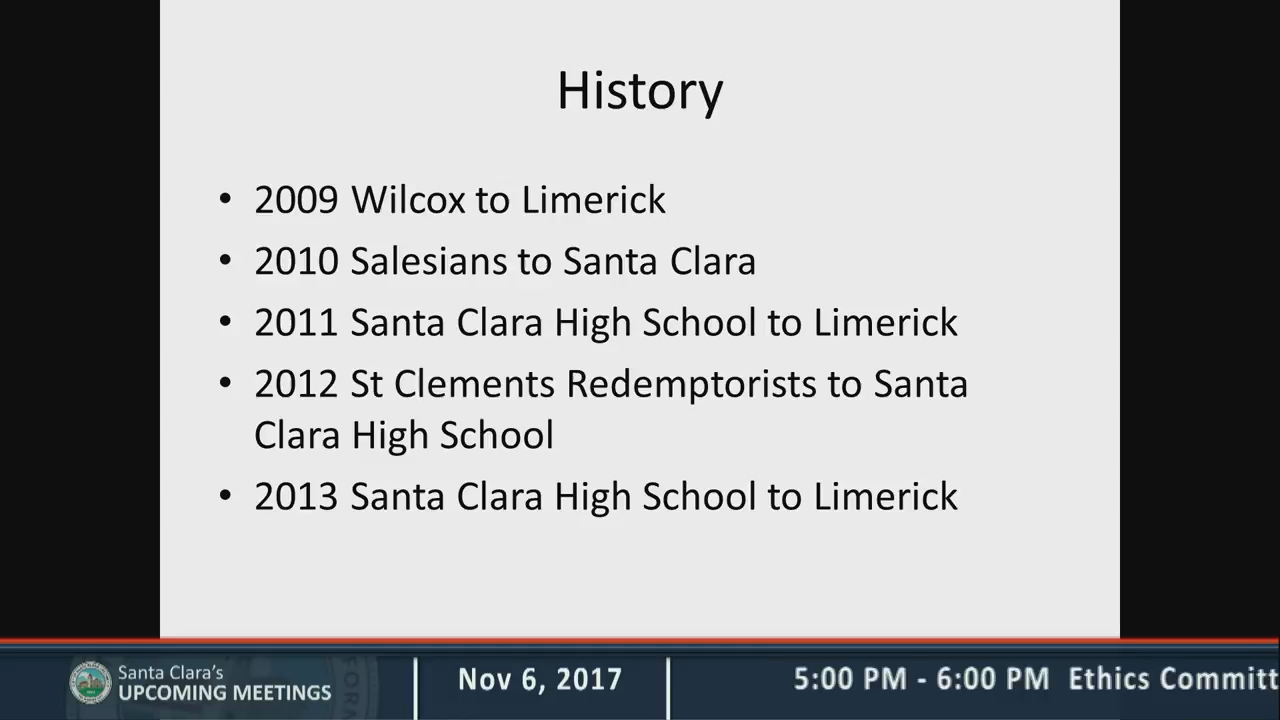 History
• 2009 Wilcox to Limerick
• 2010 Salesians to Santa Clara
• 2011 Santa Clara High School to Limerick
• 2012 St Clements Redemptorists to Santa
Clara High School
• 2013 Santa Clara High School to Limerick
Santa Clara's
UPCOMING MEETINGS
Nov 6, 2017
5:00 PM - 6:00 PM Ethics Committ